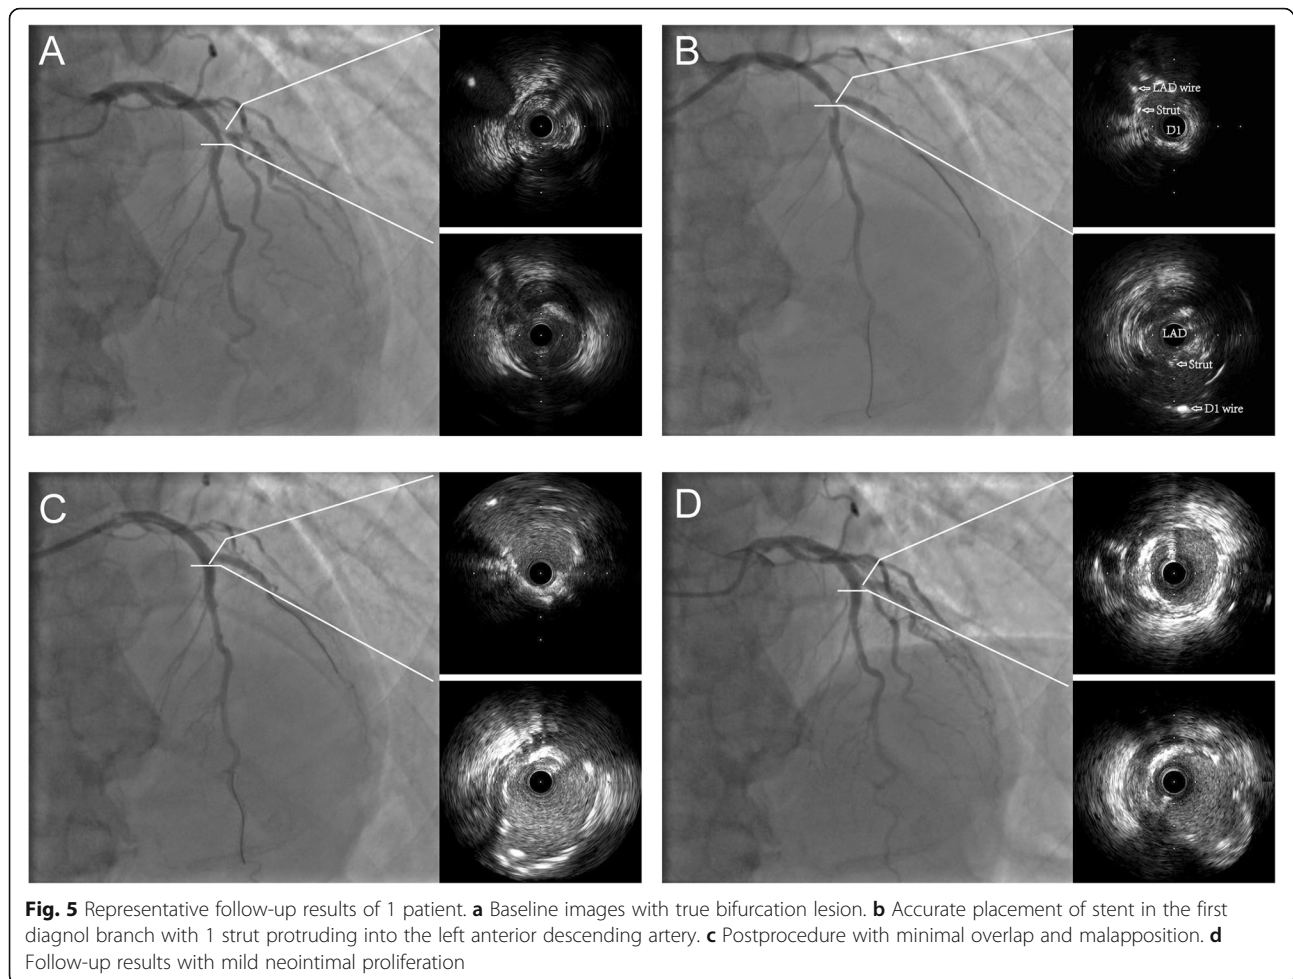 A
B
LAD wire
Strut
D1
LAD
Strut
D1 wire
C
D
Fig. 5 Representative follow-up results of 1 patient. a Baseline images with true bifurcation lesion. b Accurate placement of stent in the first
diagnol branch with 1 strut protruding into the left anterior descending artery. c Postprocedure with minimal overlap and malapposition. d
Follow-up results with mild neointimal proliferation